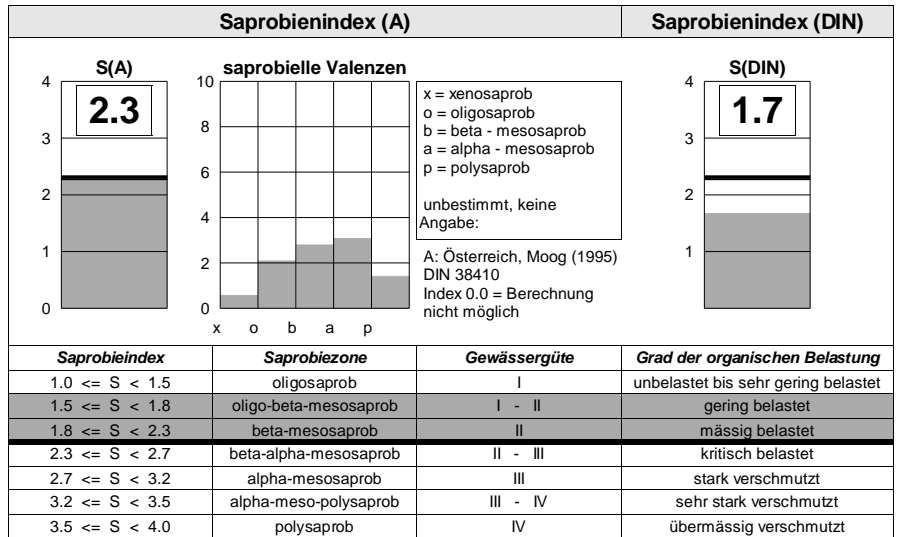 Saprobienindex (A) Saprobienindex (DIN)
S(A) saprobielle Valenzen S(DIN)
4
3
2
1
0
2.3
10
8
6
4
2
0
x o b a p
x = xenosaprob
o = oligosaprob
b = beta - mesosaprob
a = alpha - mesosaprob
p = polysaprob
unbestimmt, keine
Angabe:
A: Österreich, Moog (1995)
DIN 38410
Index 0.0 = Berechnung
nicht möglich
4
3
2
1
1.7
Saprobieindex Saprobiezone Gewässergüte Grad der organischen Belastung
1.0 <= S < 1.5 oligosaprob I unbelastet bis sehr gering belastet
1.5 <= S < 1.8 oligo-beta-mesosaprob I - II gering belastet
1.8 <= S < 2.3 beta-mesosaprob II mässig belastet
2.3 <= S < 2.7 beta-alpha-mesosaprob II - III kritisch belastet
2.7 <= S < 3.2 alpha-mesosaprob III stark verschmutzt
3.2 <= S < 3.5 alpha-meso-polysaprob III - IV sehr stark verschmutzt
3.5 <= S < 4.0 polysaprob IV übermässig verschmutzt